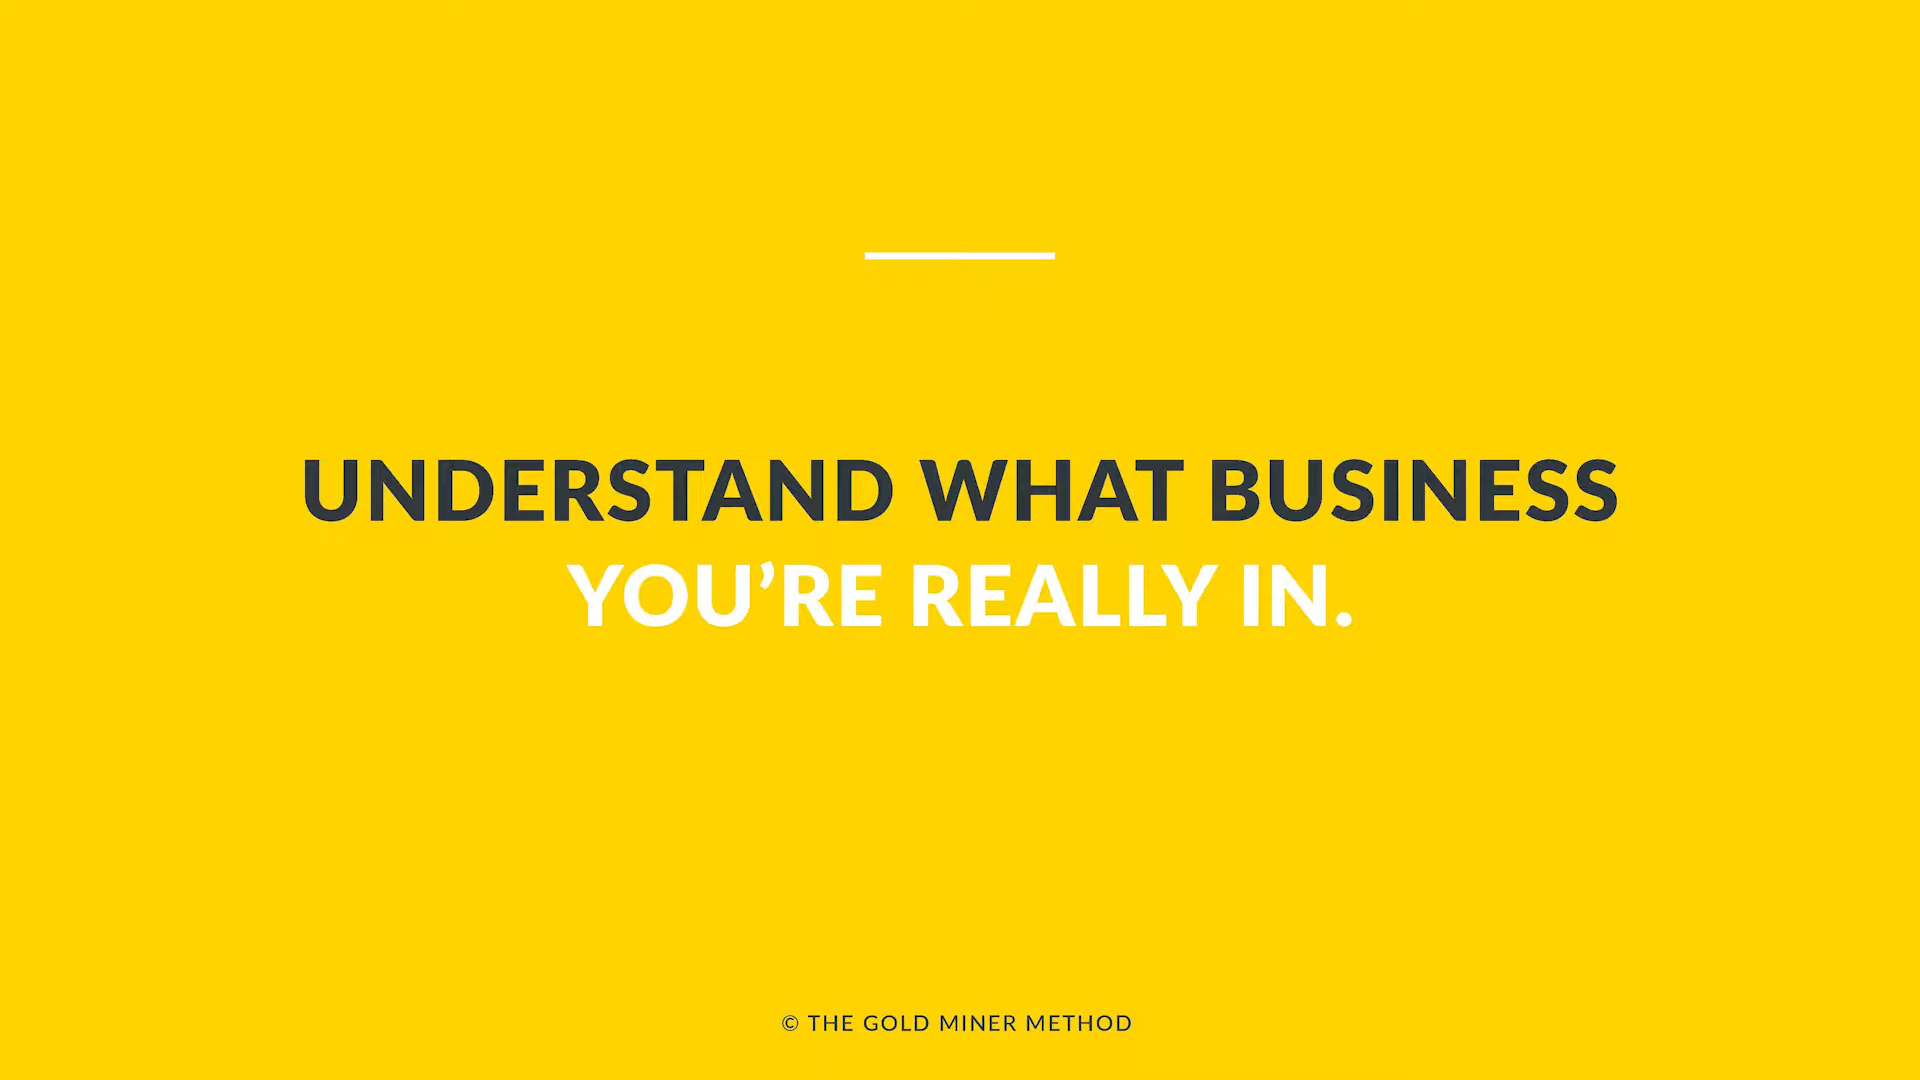 UNDERSTAND WHAT BUSINESS
YOU’RE REALLY IN.
© THE GOLD MINER METHOD